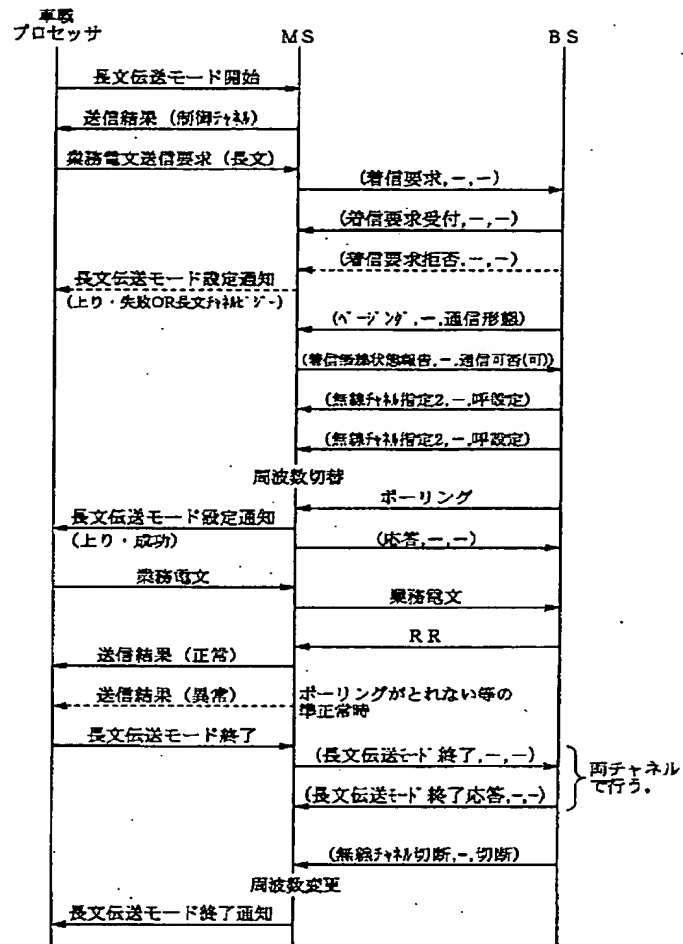 車載
プロセッサ
MS
BS
長文伝送モード開始
送信結果(制御チャネル)
業務電文送信要求(長文)
(着信要求,−,−)
(着信要求受付,−,−)
(着信要求拒否,−,−)
長文伝送モード設定通知
(上り・失敗OR長文チャネルビジー)
(ページング,−,通信形態)
(着信無線状態報告,−,通信可否(可))
(無線チャネル指定2,−,呼設定)
(無線チャネル指定2,−,呼設定)
周波数切替
ポーリング
長文伝送モード設定通知
(上り・成功)
(応答,−,−)
業務電文
業務電文
RR
送信結果(正常)
送信結果(異常)
ポーリングがとれない等の
準正常時
長文伝送モード終了
(長文伝送モード終了,−,−)
(長文伝送モード終了応答,−,−)
両チャネル
で行う。
(無線チャネル切断,−,切断)
周波数変更
長文伝送モード終了通知